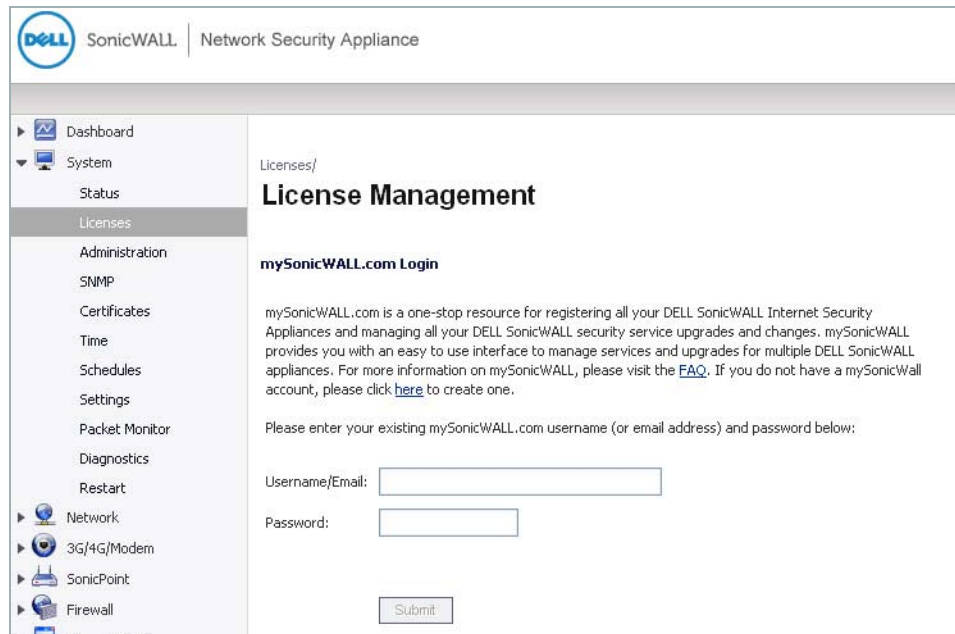 DELL SonicWALL Network Security Appliance
Dashboard
System
Status
Licenses
Administration
SNMP
Certificates
Time
Schedules
Settings
Packet Monitor
Diagnostics
Restart
Network
3G/4G/Modem
SonicPoint
Firewall
Licenses/
License Management
mySonicWALL.com Login
mySonicWALL.com is a one-stop resource for registering all your DELL SonicWALL Internet Security
Appliances and managing all your DELL SonicWALL security service upgrades and changes. mySonicWALL
provides you with an easy to use interface to manage services and upgrades for multiple DELL SonicWALL
appliances. For more information on mySonicWALL, please visit the FAQ. If you do not have a mySonicWall
account, please click here to create one.
Please enter your existing mySonicWALL.com username (or email address) and password below:
Username/Email:
Password:
Submit